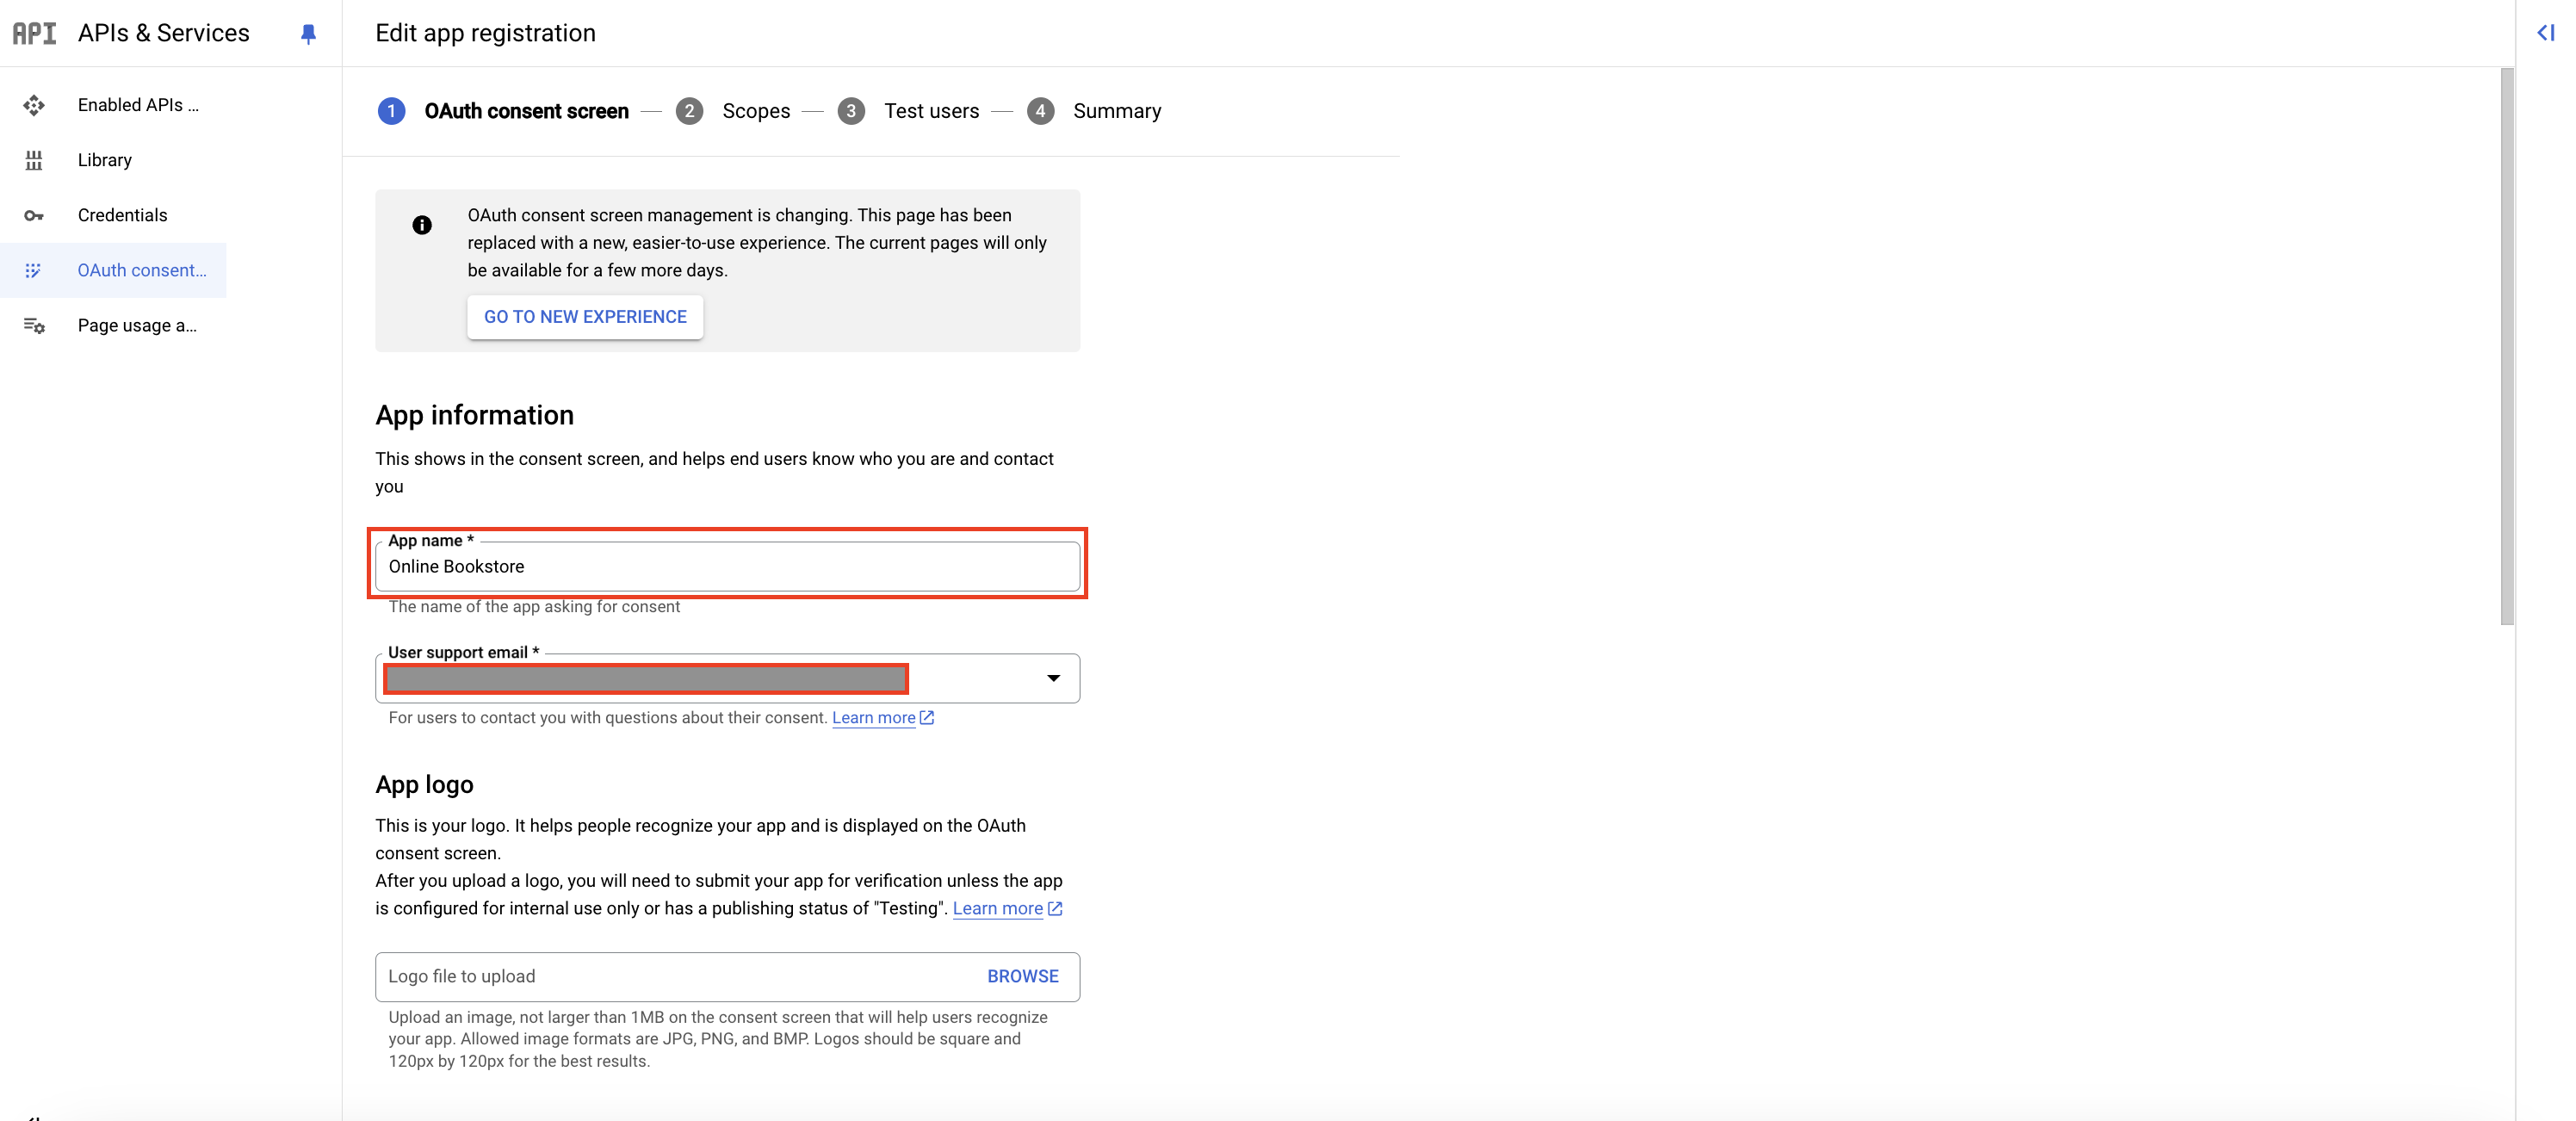 API APIs & Services
Edit app registration
Enabled APIs ...
Library
Credentials
OAuth consent...
Page usage a...
1 OAuth consent screen — 2 Scopes — 3 Test users — 4 Summary
OAuth consent screen management is changing. This page has been
replaced with a new, easier-to-use experience. The current pages will only
be available for a few more days.
GO TO NEW EXPERIENCE
App information
This shows in the consent screen, and helps end users know who you are and contact
you
App name *
Online Bookstore
The name of the app asking for consent
User support email *
For users to contact you with questions about their consent. Learn more
App logo
This is your logo. It helps people recognize your app and is displayed on the OAuth
consent screen.
After you upload a logo, you will need to submit your app for verification unless the app
is configured for internal use only or has a publishing status of "Testing". Learn more
Logo file to upload BROWSE
Upload an image, not larger than 1MB on the consent screen that will help users recognize
your app. Allowed image formats are JPG, PNG, and BMP. Logos should be square and
120px by 120px for the best results.